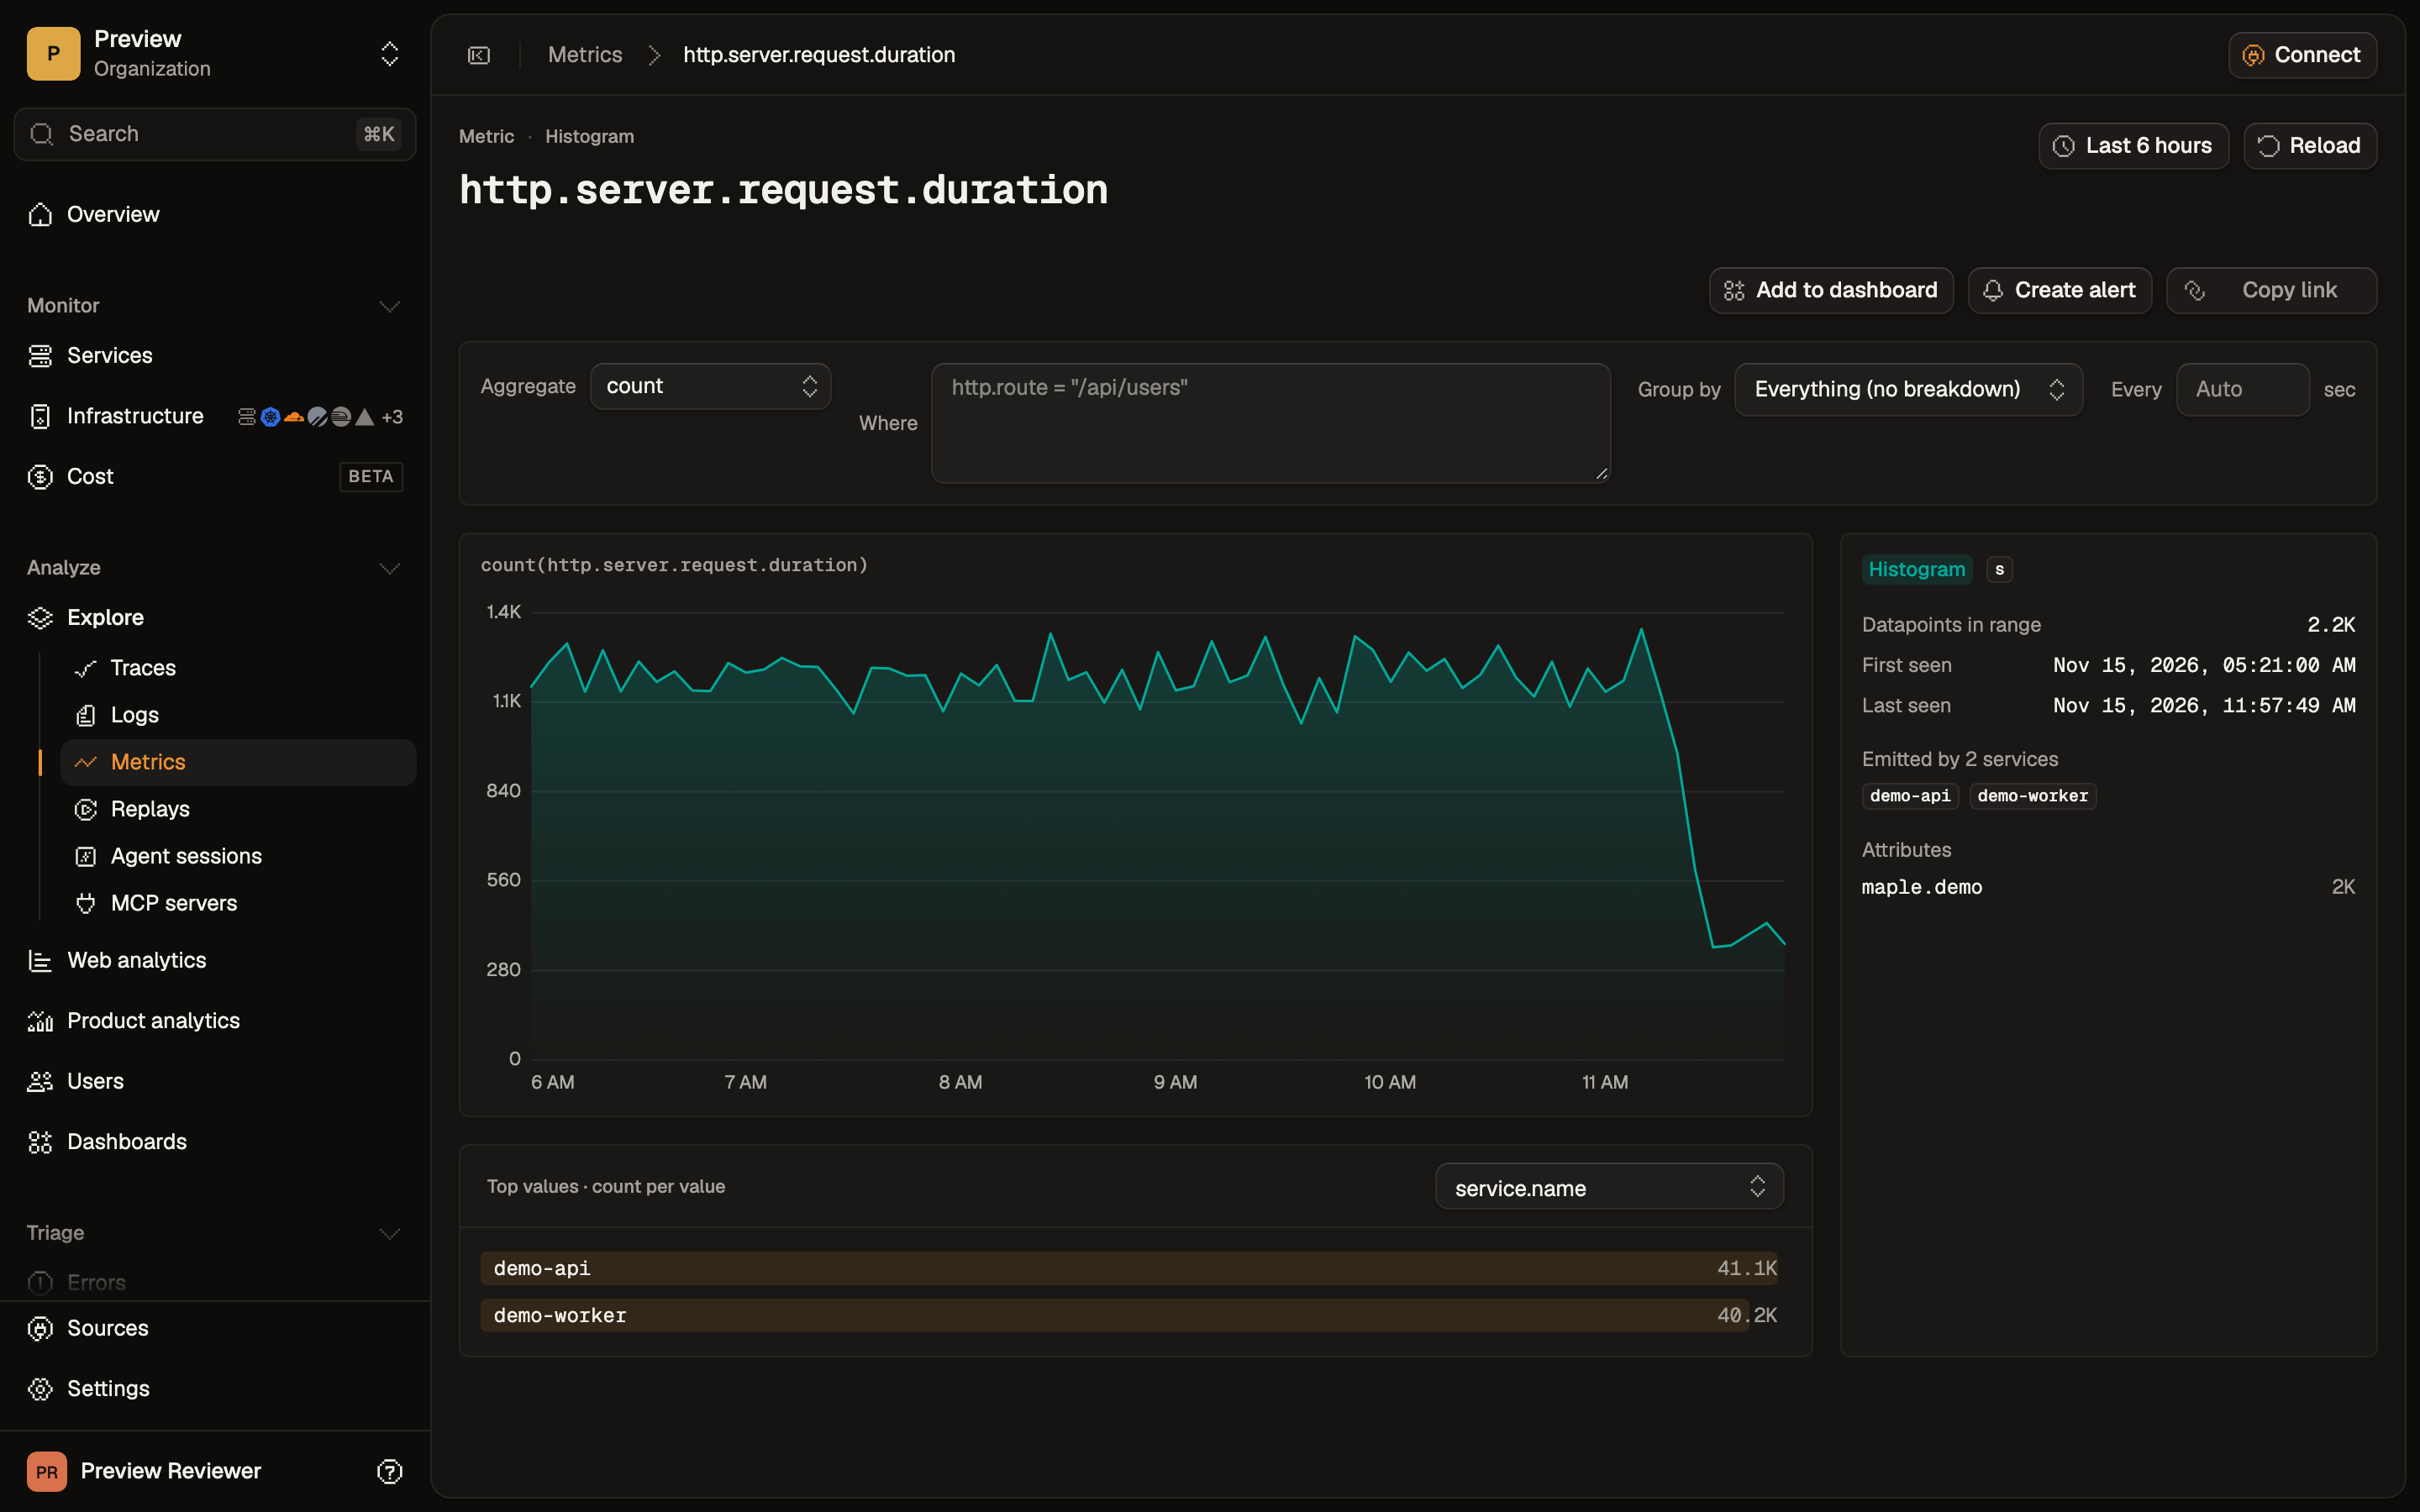 P
Preview
Organization
Search
⌘K
Overview
Monitor
Services
Infrastructure
+3
Cost
BETA
Analyze
Explore
Traces
Logs
Metrics
Replays
Agent sessions
MCP servers
Web analytics
Product analytics
Users
Dashboards
Triage
Errors
Sources
Settings
PR
Preview Reviewer
Metrics
http.server.request.duration
Connect
Metric · Histogram
Last 6 hours
Reload
http.server.request.duration
Add to dashboard
Create alert
Copy link
Aggregate
count
Where
http.route = "/api/users"
Group by
Everything (no breakdown)
Every
Auto
sec
count(http.server.request.duration)
1.4K
1.1K
840
560
280
0
6 AM
7 AM
8 AM
9 AM
10 AM
11 AM
Top values · count per value
service.name
demo-api
41.1K
demo-worker
40.2K
Histogram
s
Datapoints in range
2.2K
First seen
Nov 15, 2026, 05:21:00 AM
Last seen
Nov 15, 2026, 11:57:49 AM
Emitted by 2 services
demo-api
demo-worker
Attributes
maple.demo
2K